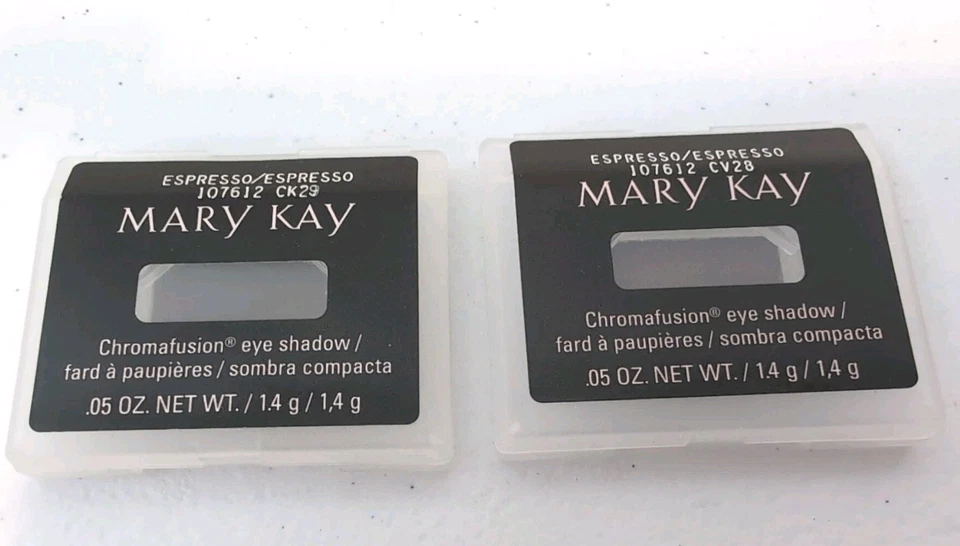 ESPRESSO/ESPRESSO
107612 CK29
MARY KAY
Chromafusion® eye shadow /
fard à paupières / sombra compacta
.05 OZ. NET WT. / 1.4 g / 1,4 g
ESPRESSO/ESPRESSO
107612 CV28
MARY KAY
Chromafusion® eye shadow /
fard à paupières / sombra compacta
.05 OZ. NET WT. / 1.4 g / 1,4 g